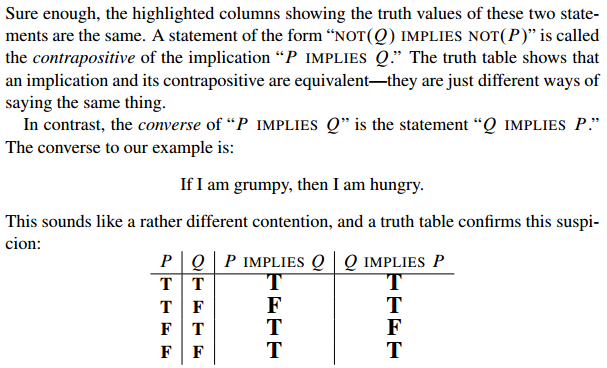 Sure enough, the highlighted columns showing the truth values of these two state-
ments are the same. A statement of the form “NOT(Q) IMPLIES NOT(P)” is called
the contrapositive of the implication “P IMPLIES Q.” The truth table shows that
an implication and its contrapositive are equivalent—they are just different ways of
saying the same thing.
In contrast, the converse of “P IMPLIES Q” is the statement “Q IMPLIES P.”
The converse to our example is:
If I am grumpy, then I am hungry.
This sounds like a rather different contention, and a truth table confirms this suspi-
cion:
P Q P IMPLIES Q Q IMPLIES P
T T T T
T F F T
F T T F
F F T T